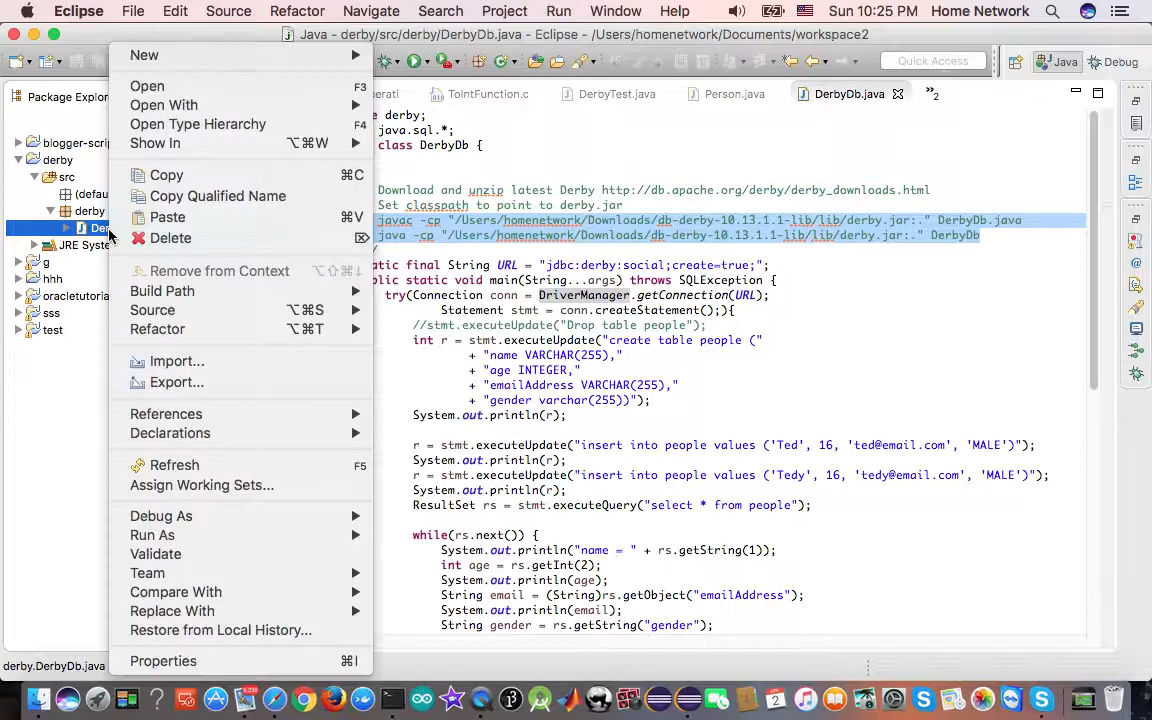 Eclipse File Edit Source Refactor Navigate Search Project Run Window Help Sun 10:25 PM Home Network
Java - derby/src/derby/DerbyDb.java - Eclipse - /Users/homenetwork/Documents/workspace2
Quick Access Java Debug
Package Explor
blogger-scri
derby
src
(defau
derby
Der
JRE Syste
g
hhh
oracletutoria
sss
test
New
Open F3
Open With
Open Type Hierarchy F4
Show In ⌥⌘W
Copy ⌘C
Copy Qualified Name
Paste ⌘V
Delete ⌦
Remove from Context ⌥⇧⌘↓
Build Path
Source ⌥⌘S
Refactor ⌥⌘T
Import...
Export...
References
Declarations
Refresh F5
Assign Working Sets...
Debug As
Run As
Validate
Team
Compare With
Replace With
Restore from Local History...
Properties ⌘I
erati ToIntFunction.c DerbyTest.java Person.java DerbyDb.java »2
e derby;
java.sql.*;
class DerbyDb {
Download and unzip latest Derby http://db.apache.org/derby/derby_downloads.html
Set classpath to point to derby.jar
javac -cp "/Users/homenetwork/Downloads/db-derby-10.13.1.1-lib/lib/derby.jar:." DerbyDb.java
java -cp "/Users/homenetwork/Downloads/db-derby-10.13.1.1-lib/lib/derby.jar:." DerbyDb
/
atic final String URL = "jdbc:derby:social;create=true;";
blic static void main(String...args) throws SQLException {
try(Connection conn = DriverManager.getConnection(URL);
Statement stmt = conn.createStatement();){
//stmt.executeUpdate("Drop table people");
int r = stmt.executeUpdate("create table people ("
+ "name VARCHAR(255),"
+ "age INTEGER,"
+ "emailAddress VARCHAR(255),"
+ "gender varchar(255))");
System.out.println(r);
r = stmt.executeUpdate("insert into people values ('Ted', 16, 'ted@email.com', 'MALE')");
System.out.println(r);
r = stmt.executeUpdate("insert into people values ('Tedy', 16, 'tedy@email.com', 'MALE')");
System.out.println(r);
ResultSet rs = stmt.executeQuery("select * from people");
while(rs.next()) {
System.out.println("name = " + rs.getString(1));
int age = rs.getInt(2);
System.out.println(age);
String email = (String)rs.getObject("emailAddress");
System.out.println(email);
String gender = rs.getString("gender");
derby.DerbyDb.java